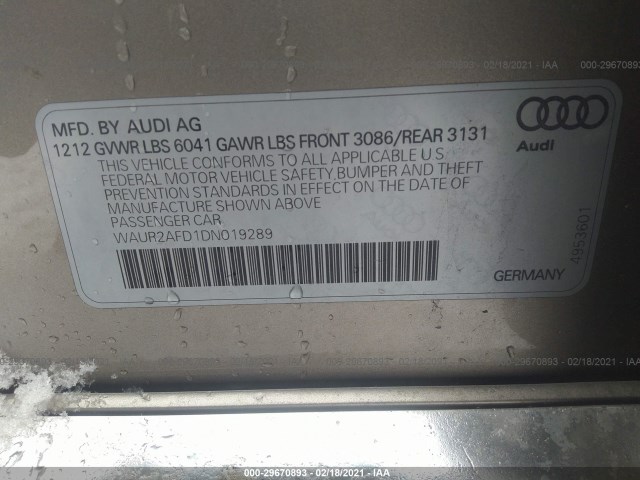 000-29670893 - 02/18/2021 - IAA
MFD. BY AUDI AG
1212 GVWR LBS 6041 GAWR LBS FRONT 3086/REAR 3131
THIS VEHICLE CONFORMS TO ALL APPLICABLE U S
FEDERAL MOTOR VEHICLE SAFETY, BUMPER AND THEFT
PREVENTION STANDARDS IN EFFECT ON THE DATE OF
MANUFACTURE SHOWN ABOVE
PASSENGER CAR
WAUR2AFD1DN019289
Audi
GERMANY
4953601
000-29670893 - 02/18/2021 - IAA
000-29670893 - 02/18/2021 - IAA